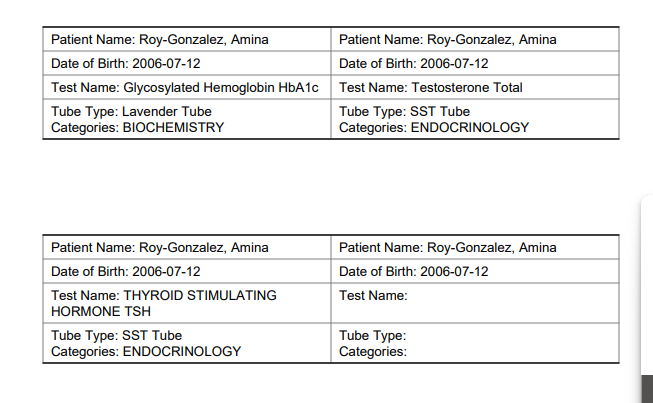 Patient Name: Roy-Gonzalez, Amina
Date of Birth: 2006-07-12
Test Name: Glycosylated Hemoglobin HbA1c
Tube Type: Lavender Tube
Categories: BIOCHEMISTRY
Patient Name: Roy-Gonzalez, Amina
Date of Birth: 2006-07-12
Test Name: Testosterone Total
Tube Type: SST Tube
Categories: ENDOCRINOLOGY
Patient Name: Roy-Gonzalez, Amina
Date of Birth: 2006-07-12
Test Name: THYROID STIMULATING
HORMONE TSH
Tube Type: SST Tube
Categories: ENDOCRINOLOGY
Patient Name: Roy-Gonzalez, Amina
Date of Birth: 2006-07-12
Test Name:
Tube Type:
Categories: